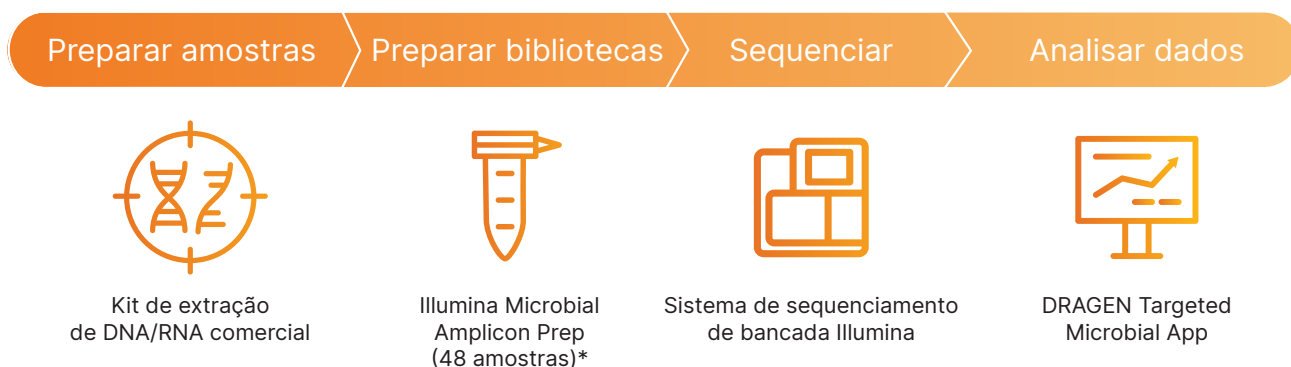 Preparar amostras
Preparar bibliotecas
Sequenciar
Analisar dados
Kit de extração
de DNA/RNA comercial
Illumina Microbial
Amplicon Prep
(48 amostras)*
Sistema de sequenciamento
de bancada Illumina
DRAGEN Targeted
Microbial App